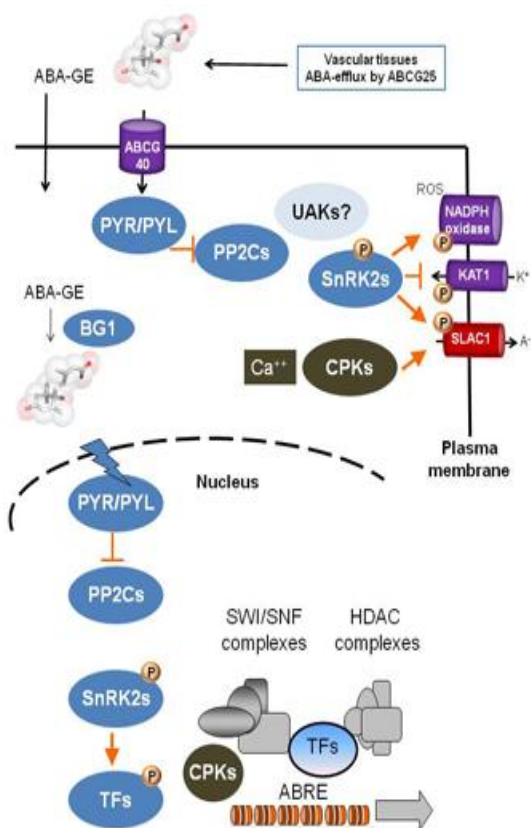 Vascular tissues
ABA-efflux by ABCG25
ABA-GE
ABCG
40
PYR/PYL
PP2Cs
UAKs?
SnRK2s
P
ROS
NADPH
oxidase
P
KAT1
K⁺
P
P
SLAC1
A⁻
Ca⁺⁺
CPKs
Plasma
membrane
ABA-GE
BG1
Nucleus
PYR/PYL
PP2Cs
SnRK2s
P
TFs
P
SWI/SNF
complexes
HDAC
complexes
TFs
CPKs
ABRE